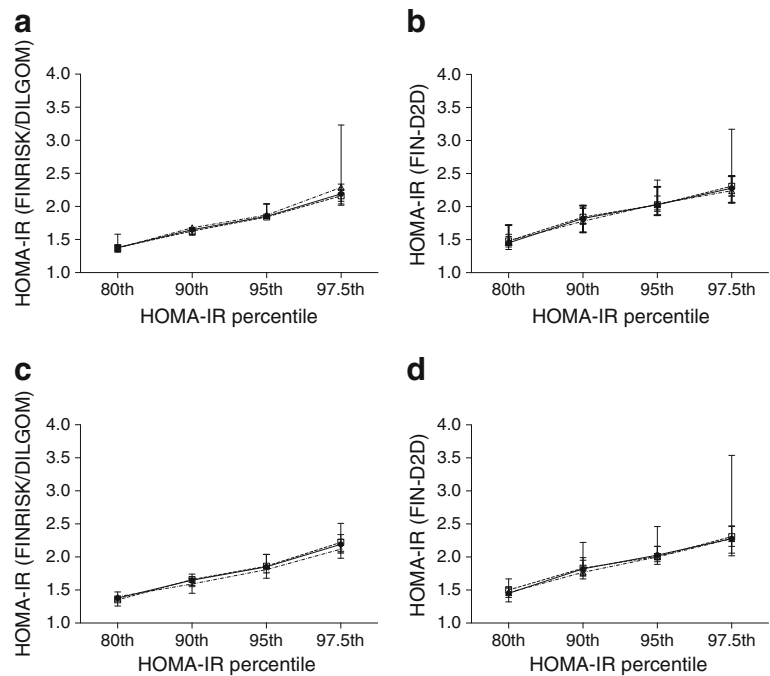 a
HOMA-IR (FINRISK/DILGOM)
4.0
3.5
3.0
2.5
2.0
1.5
1.0
80th 90th 95th 97.5th
HOMA-IR percentile
b
HOMA-IR (FIN-D2D)
4.0
3.5
3.0
2.5
2.0
1.5
1.0
80th 90th 95th 97.5th
HOMA-IR percentile
c
HOMA-IR (FINRISK/DILGOM)
4.0
3.5
3.0
2.5
2.0
1.5
1.0
80th 90th 95th 97.5th
HOMA-IR percentile
d
HOMA-IR (FIN-D2D)
4.0
3.5
3.0
2.5
2.0
1.5
1.0
80th 90th 95th 97.5th
HOMA-IR percentile